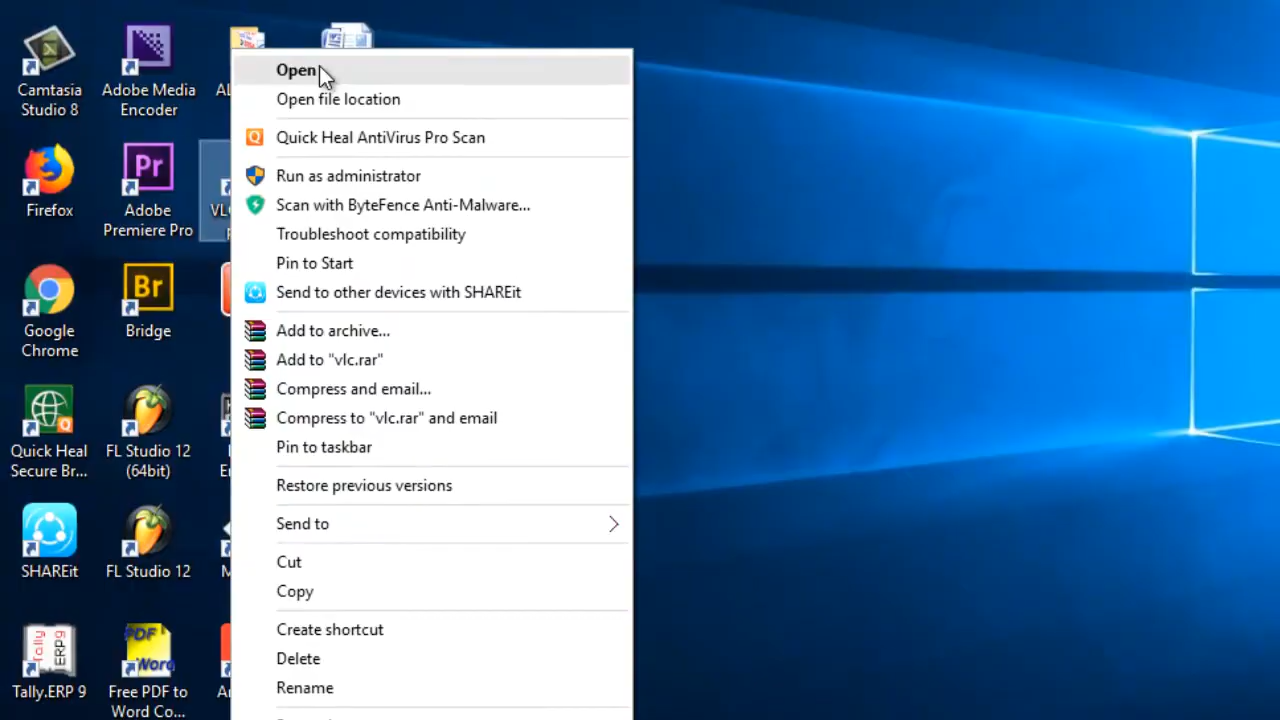 Camtasia
Studio 8
Adobe Media
Encoder
Firefox
Adobe
Premiere Pro
Google
Chrome
Bridge
Quick Heal
Secure Br...
FL Studio 12
(64bit)
SHAREit
FL Studio 12
Tally.ERP 9
Free PDF to
Word Co...
Open
Open file location
Quick Heal AntiVirus Pro Scan
Run as administrator
Scan with ByteFence Anti-Malware...
Troubleshoot compatibility
Pin to Start
Send to other devices with SHAREit
Add to archive...
Add to "vlc.rar"
Compress and email...
Compress to "vlc.rar" and email
Pin to taskbar
Restore previous versions
Send to
Cut
Copy
Create shortcut
Delete
Rename